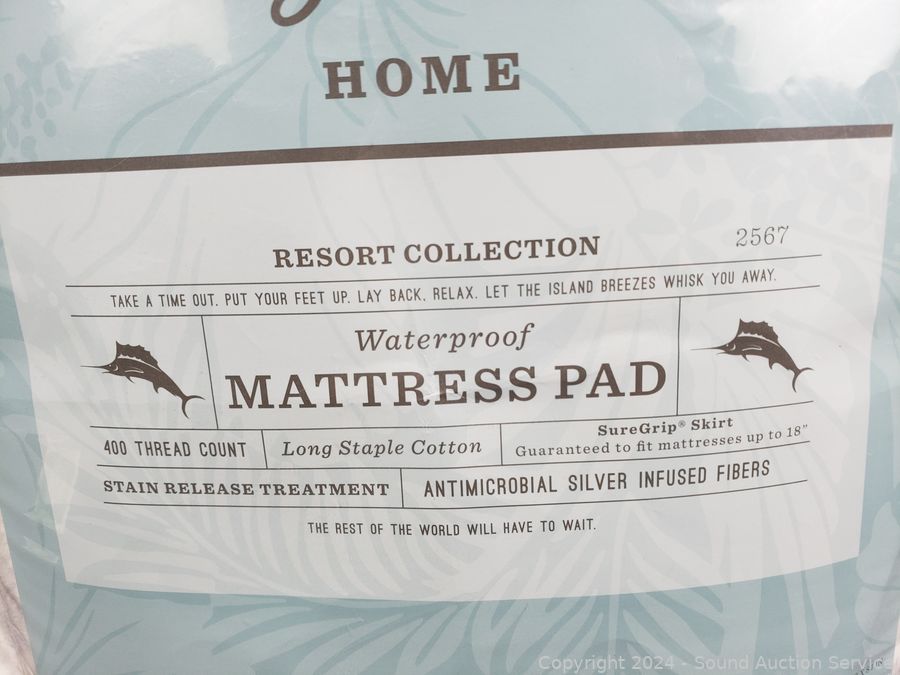 HOME
RESORT COLLECTION
2567
TAKE A TIME OUT. PUT YOUR FEET UP. LAY BACK. RELAX. LET THE ISLAND BREEZES WHISK YOU AWAY.
Waterproof
MATTRESS PAD
400 THREAD COUNT
Long Staple Cotton
SureGrip® Skirt
Guaranteed to fit mattresses up to 18"
STAIN RELEASE TREATMENT
ANTIMICROBIAL SILVER INFUSED FIBERS
THE REST OF THE WORLD WILL HAVE TO WAIT.
Copyright 2024 - Sound Auction Service